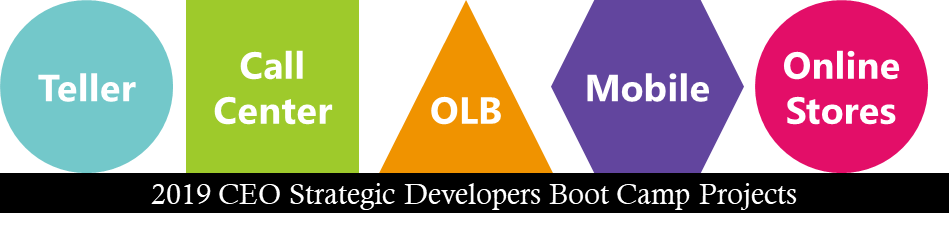 Teller
Call
Center
OLB
Mobile
Online
Stores
2019 CEO Strategic Developers Boot Camp Projects